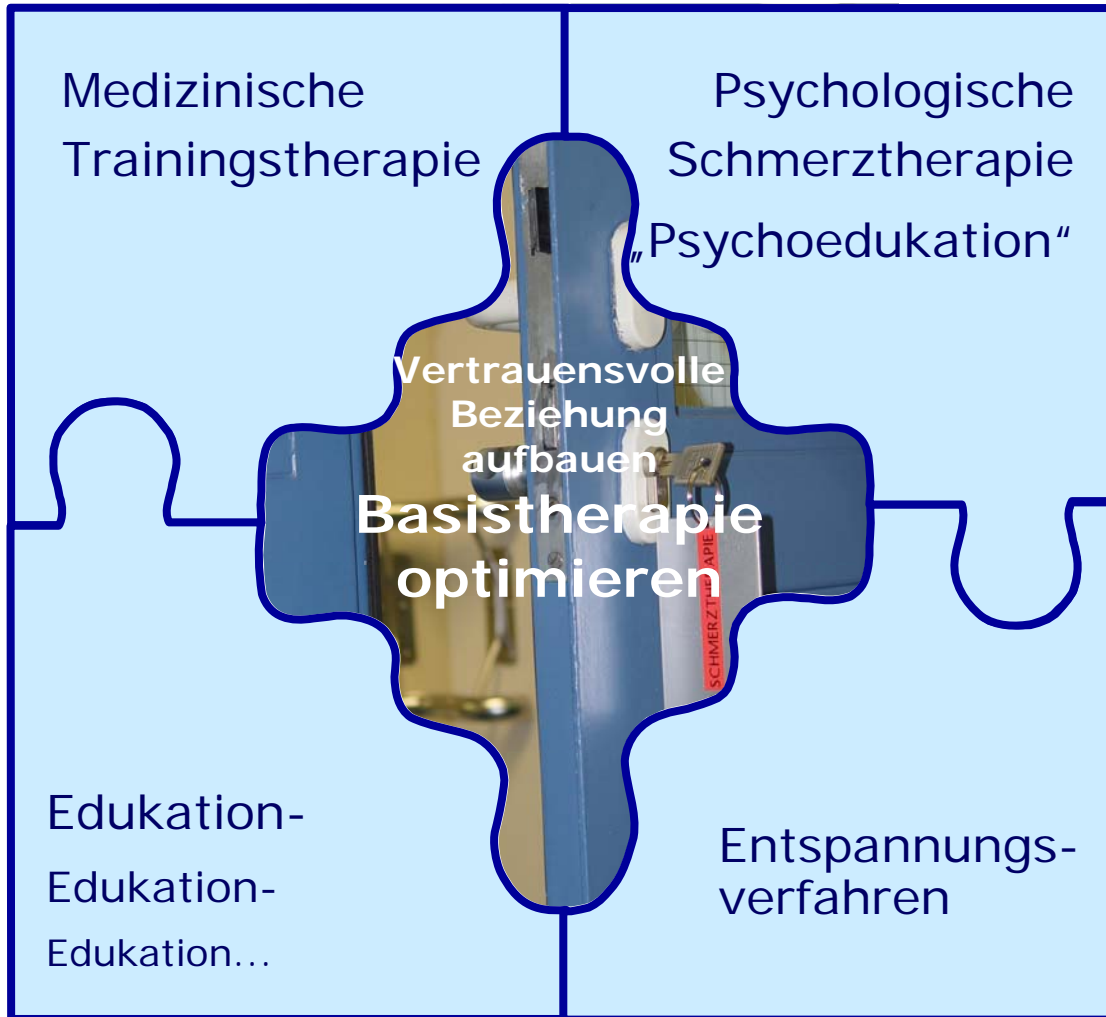 Medizinische
Trainingstherapie
Psychologische
Schmerztherapie
„Psychoedukation“
Vertrauensvolle
Beziehung
aufbauen
Basistherapie
optimieren
SCHMERZTHERAPIE
Edukation-
Edukation-
Edukation...
Entspannungs-
verfahren